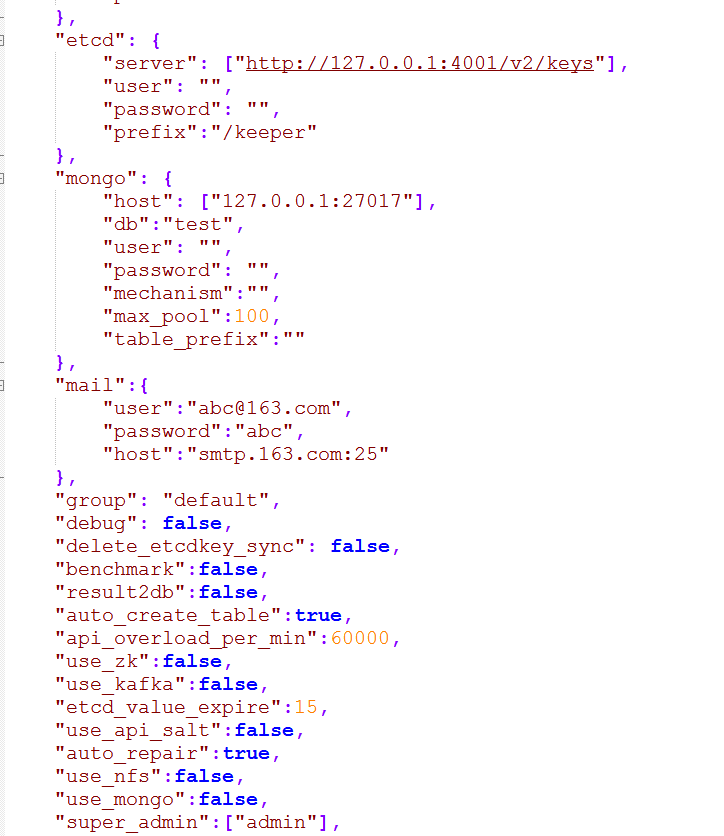 },
"etcd": {
"server": ["http://127.0.0.1:4001/v2/keys"],
"user": "",
"password": "",
"prefix":"/keeper"
},
"mongo": {
"host": ["127.0.0.1:27017"],
"db":"test",
"user": "",
"password": "",
"mechanism":"",
"max_pool":100,
"table_prefix":""
},
"mail":{
"user":"abc@163.com",
"password":"abc",
"host":"smtp.163.com:25"
},
"group": "default",
"debug": false,
"delete_etcdkey_sync": false,
"benchmark":false,
"result2db":false,
"auto_create_table":true,
"api_overload_per_min":60000,
"use_zk":false,
"use_kafka":false,
"etcd_value_expire":15,
"use_api_salt":false,
"auto_repair":true,
"use_nfs":false,
"use_mongo":false,
"super_admin":["admin"],